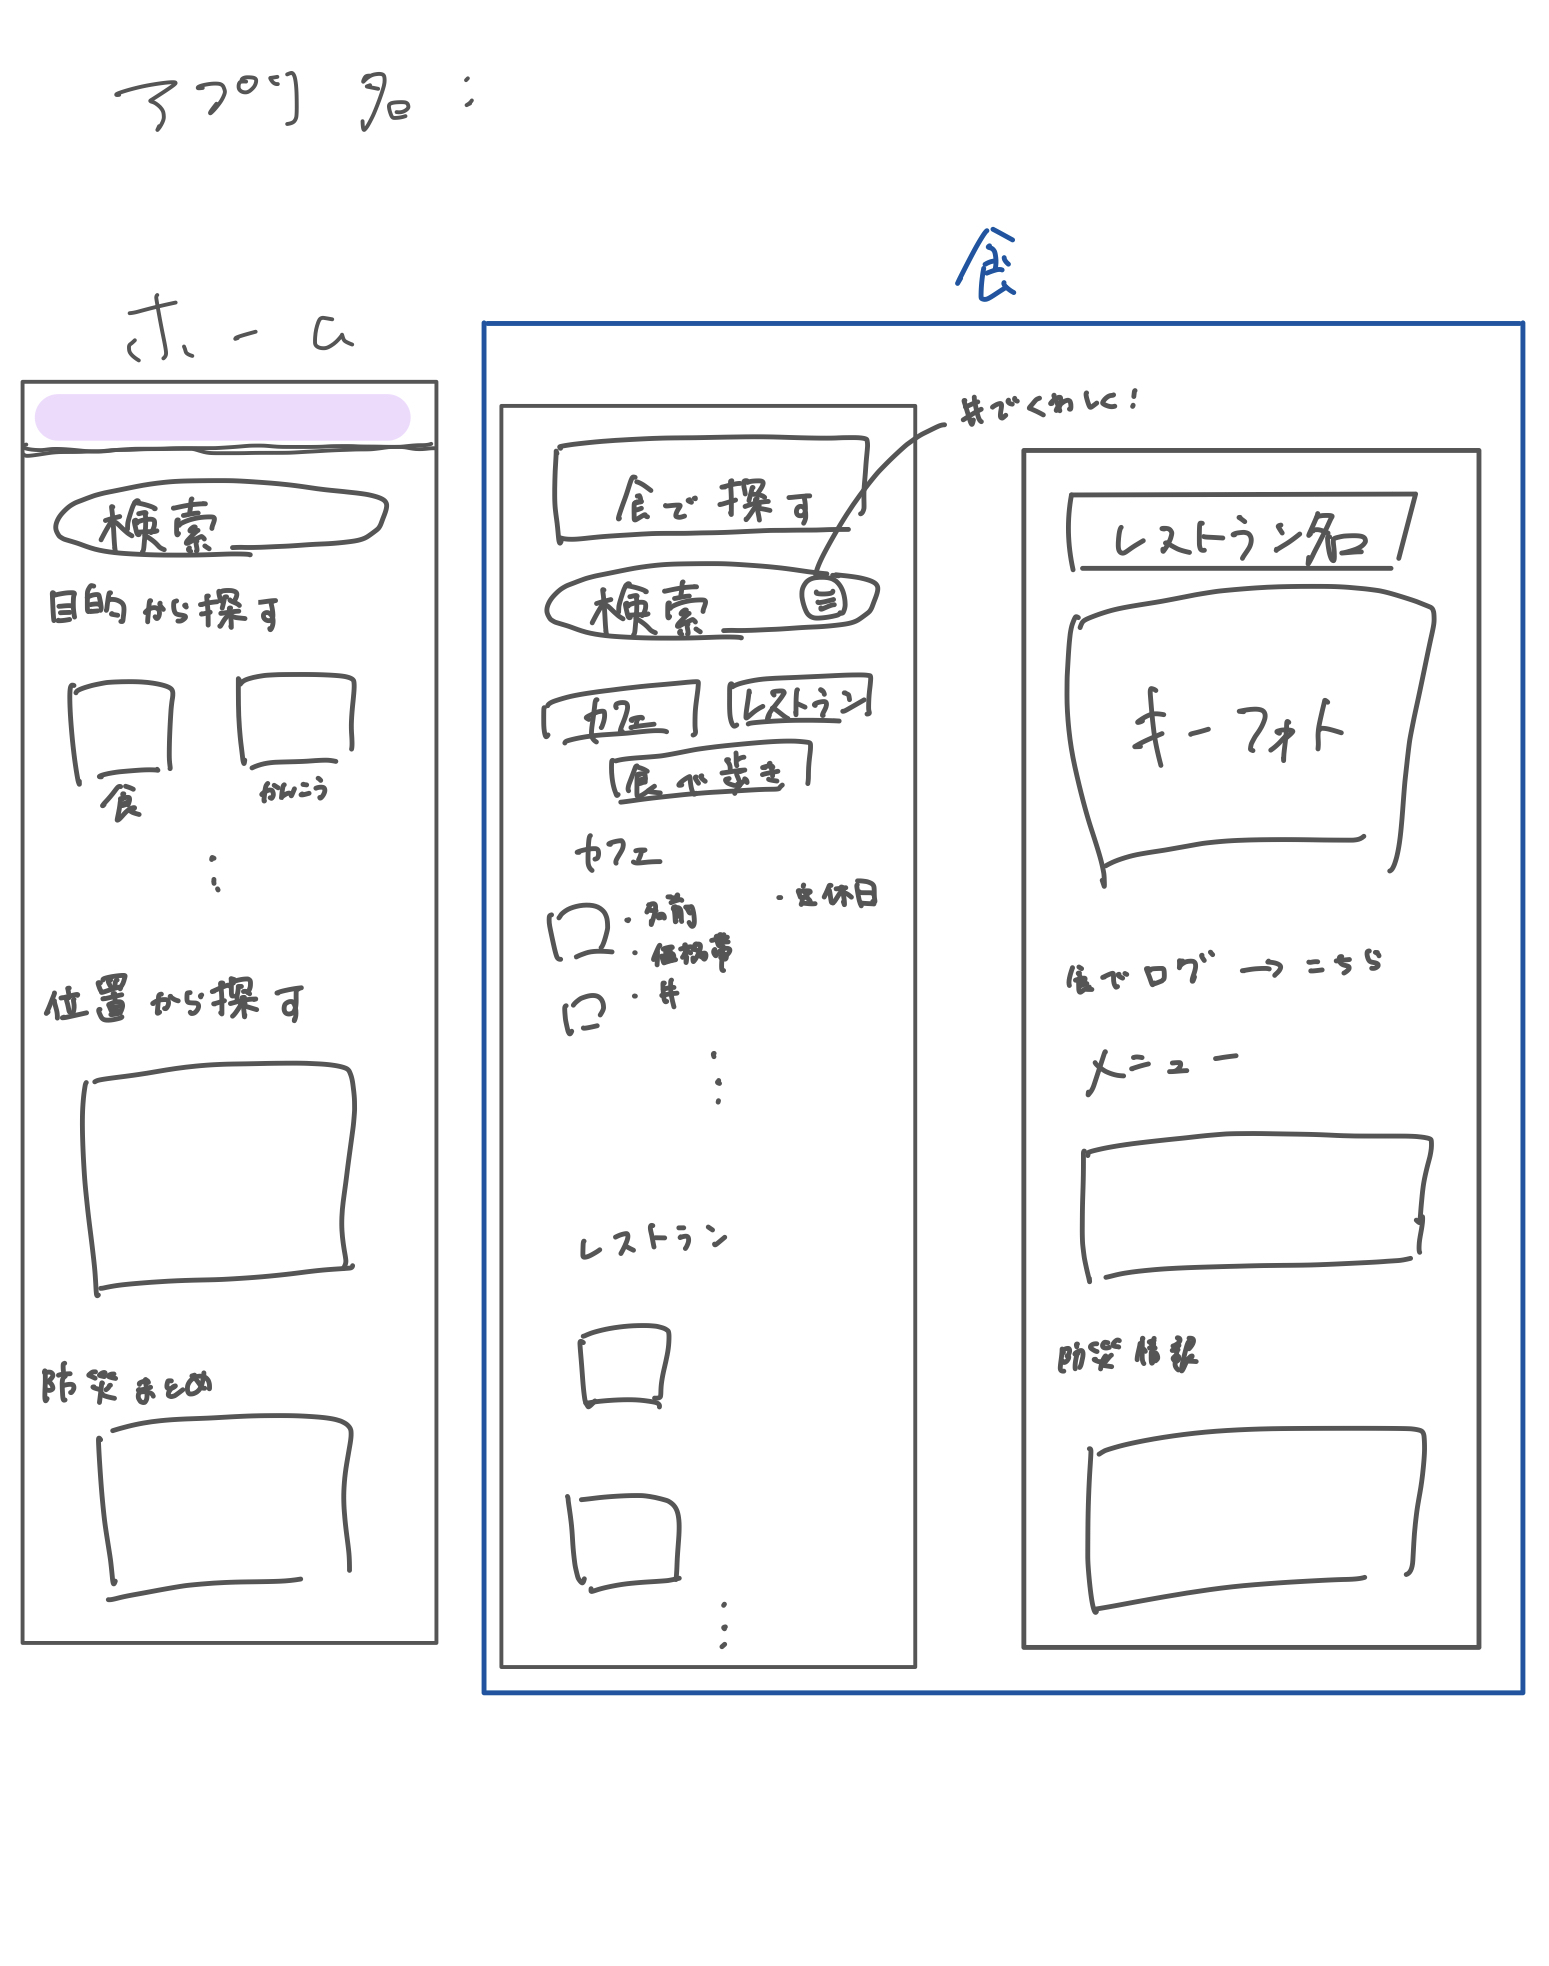 アプリ名：
食
ホーム
検索
目的から探す
食
かんこう
位置から探す
防災まとめ
#でくわしく!
食で探す
検索
カフェ
レストラン
食べ歩き
カフェ
・名前
・定休日
・価格帯
・#
レストラン
レストラン名
キーフォト
食べログ→こちら
メニュー
防災情報